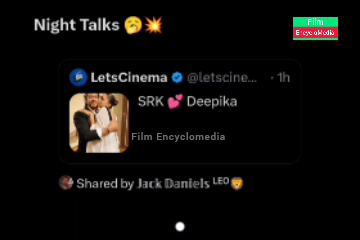 Night Talks 🥱💥
Film
EncycloMedia
LetsCinema @letscine... · 1h
SRK 💕 Deepika
Film Encyclomedia
Shared by Jack Daniels ᴸᴱᴼ🦁